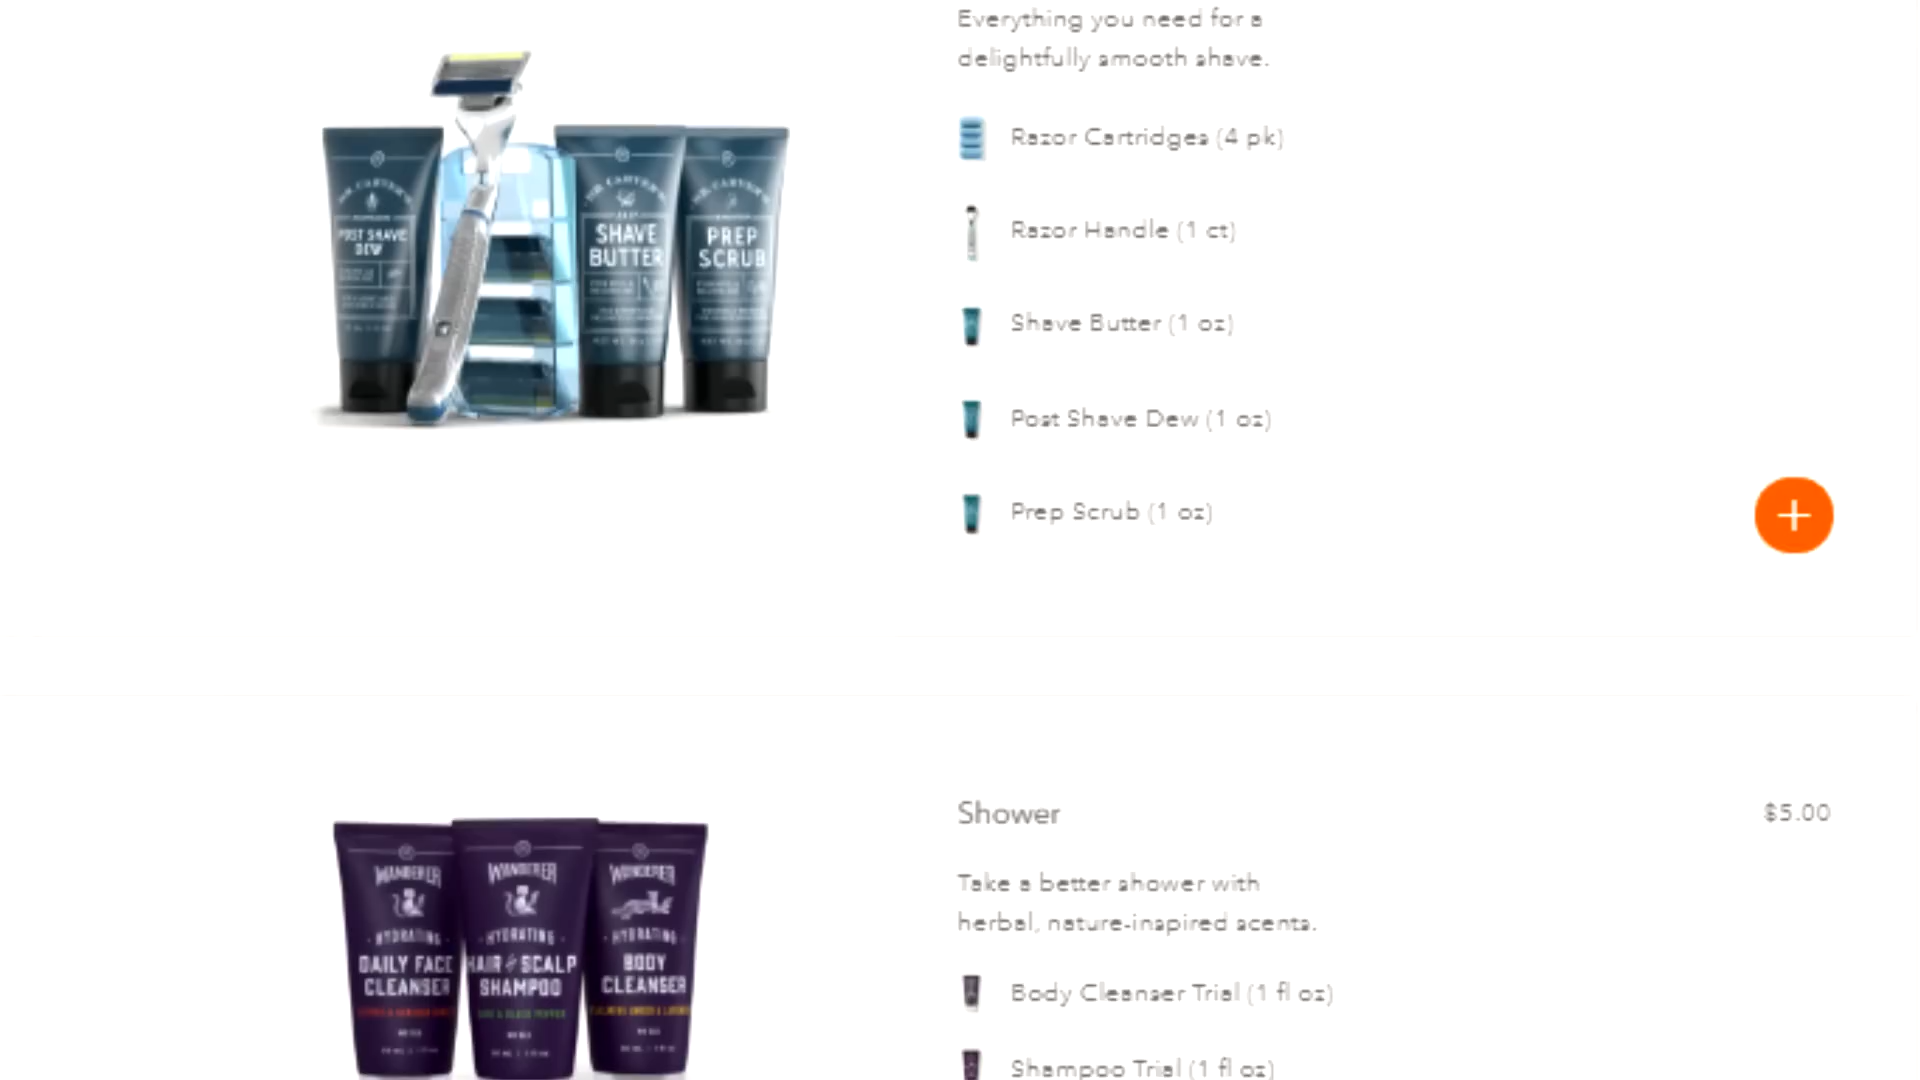 Everything you need for a
delightfully smooth shave.
Razor Cartridges (4 pk)
Razor Handle (1 ct)
Shave Butter (1 oz)
Post Shave Dew (1 oz)
Prep Scrub (1 oz)
POST SHAVE
DEW
SHAVE
BUTTER
PREP
SCRUB
Shower
$5.00
Take a better shower with
herbal, nature-inspired scents.
Body Cleanser Trial (1 fl oz)
Shampoo Trial (1 fl oz)
WANDERER
HYDRATING
DAILY FACE
CLEANSER
WANDERER
HYDRATING
HAIR & SCALP
SHAMPOO
WANDERER
HYDRATING
BODY
CLEANSER